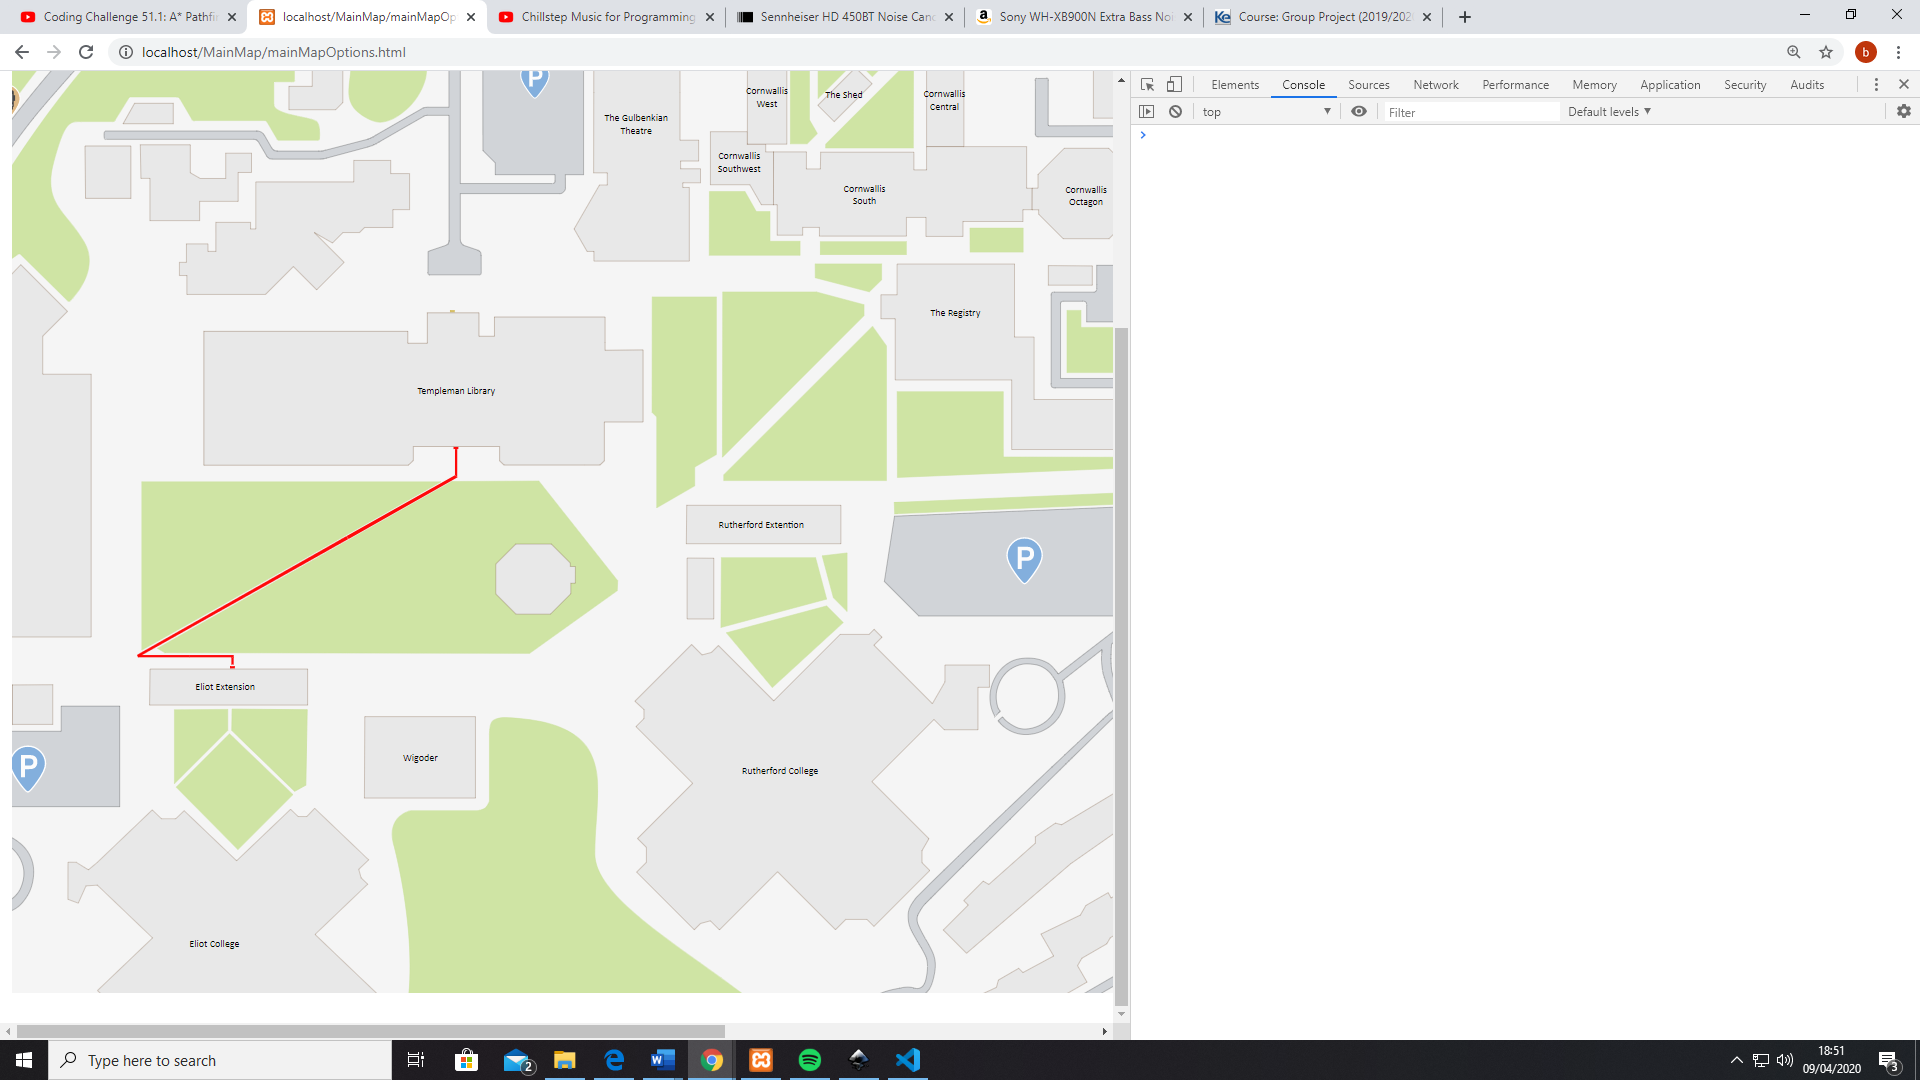 Coding Challenge 51.1: A* Pathfi
localhost/MainMap/mainMapOp
Chillstep Music for Programming
Sennheiser HD 450BT Noise Canc
Sony WH-XB900N Extra Bass Noi
Course: Group Project (2019/202
localhost/MainMap/mainMapOptions.html
b
Elements
Console
Sources
Network
Performance
Memory
Application
Security
Audits
top
Filter
Default levels
P
The Gulbenkian
Theatre
Cornwallis
West
The Shed
Cornwallis
Central
Cornwallis
Southwest
Cornwallis
South
Cornwallis
Octagon
The Registry
Templeman Library
Rutherford Extention
P
Eliot Extension
Wigoder
P
Rutherford College
Eliot College
Type here to search
2
18:51
09/04/2020
3